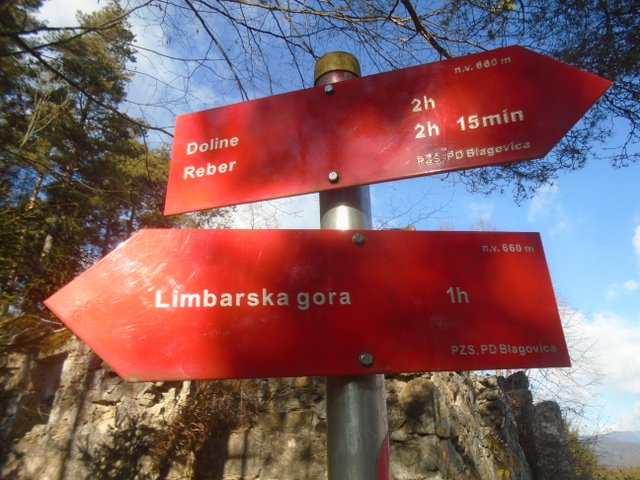 n.v. 660 m
Doline 2h
Reber 2h 15min
PZS, PD Blagovica
n.v. 660 m
Limbarska gora 1h
PZS, PD Blagovica